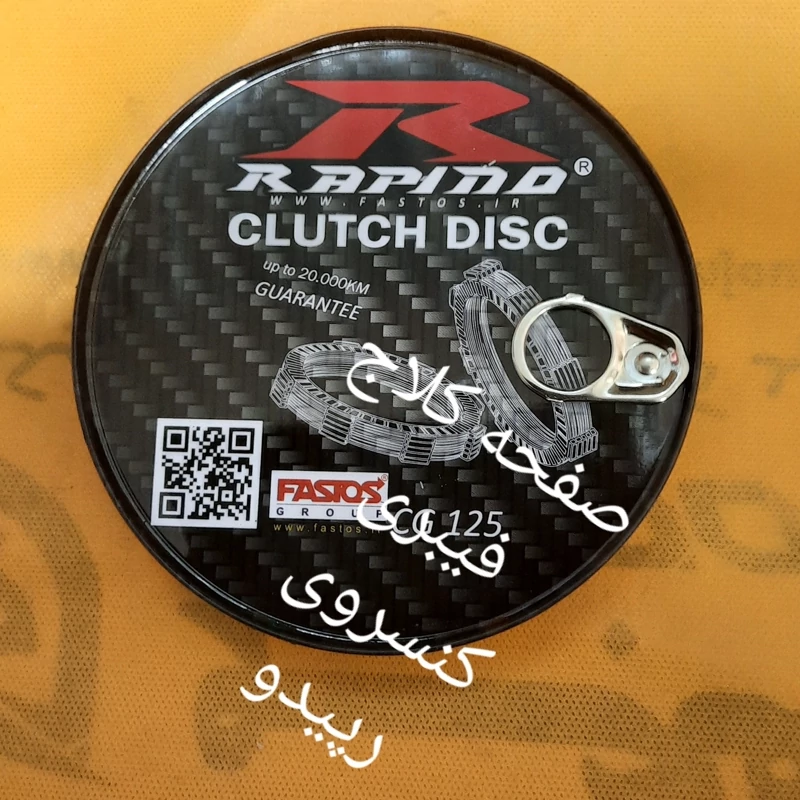 RAPIDO®
WWW.FASTOS.IR
CLUTCH DISC
up to 20.000KM
GUARANTEE
FASTOS®
GROUP
www.fastos.ir
CG 125
صفحه کلاج
فیبری
کنسروی
رپیدو